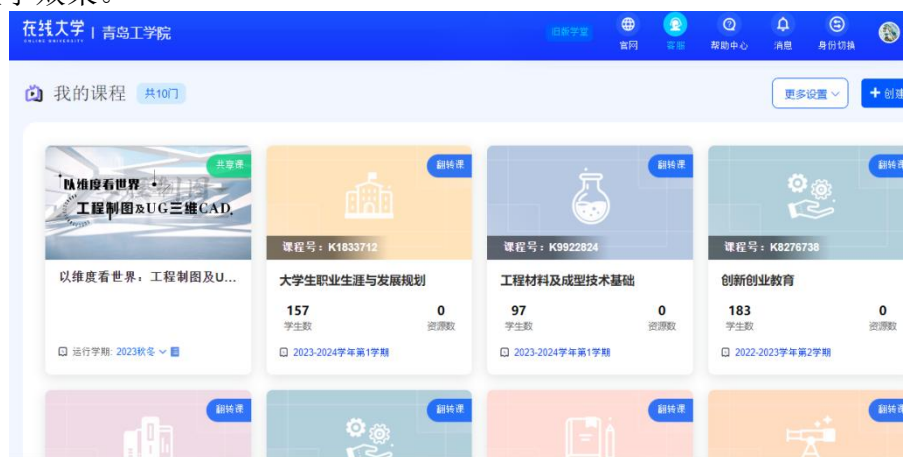 学效果。
在线大学 | 青岛工学院
ONLINE UNIVERSITY
旧新学堂
官网
客服
帮助中心
消息
身份切换
我的课程 共10门
更多设置
+ 创建
共享课
以维度看世界
工程制图及UG三维CAD.
以维度看世界：工程制图及U...
运行学期: 2023秋冬
翻转课
课程号：K1833712
大学生职业生涯与发展规划
157 0
学生数 资源数
2023-2024学年第1学期
翻转课
课程号：K9922824
工程材料及成型技术基础
97 0
学生数 资源数
2023-2024学年第1学期
翻转课
课程号：K8276738
创新创业教育
183 0
学生数 资源数
2022-2023学年第2学期
翻转课
翻转课
翻转课
翻转课